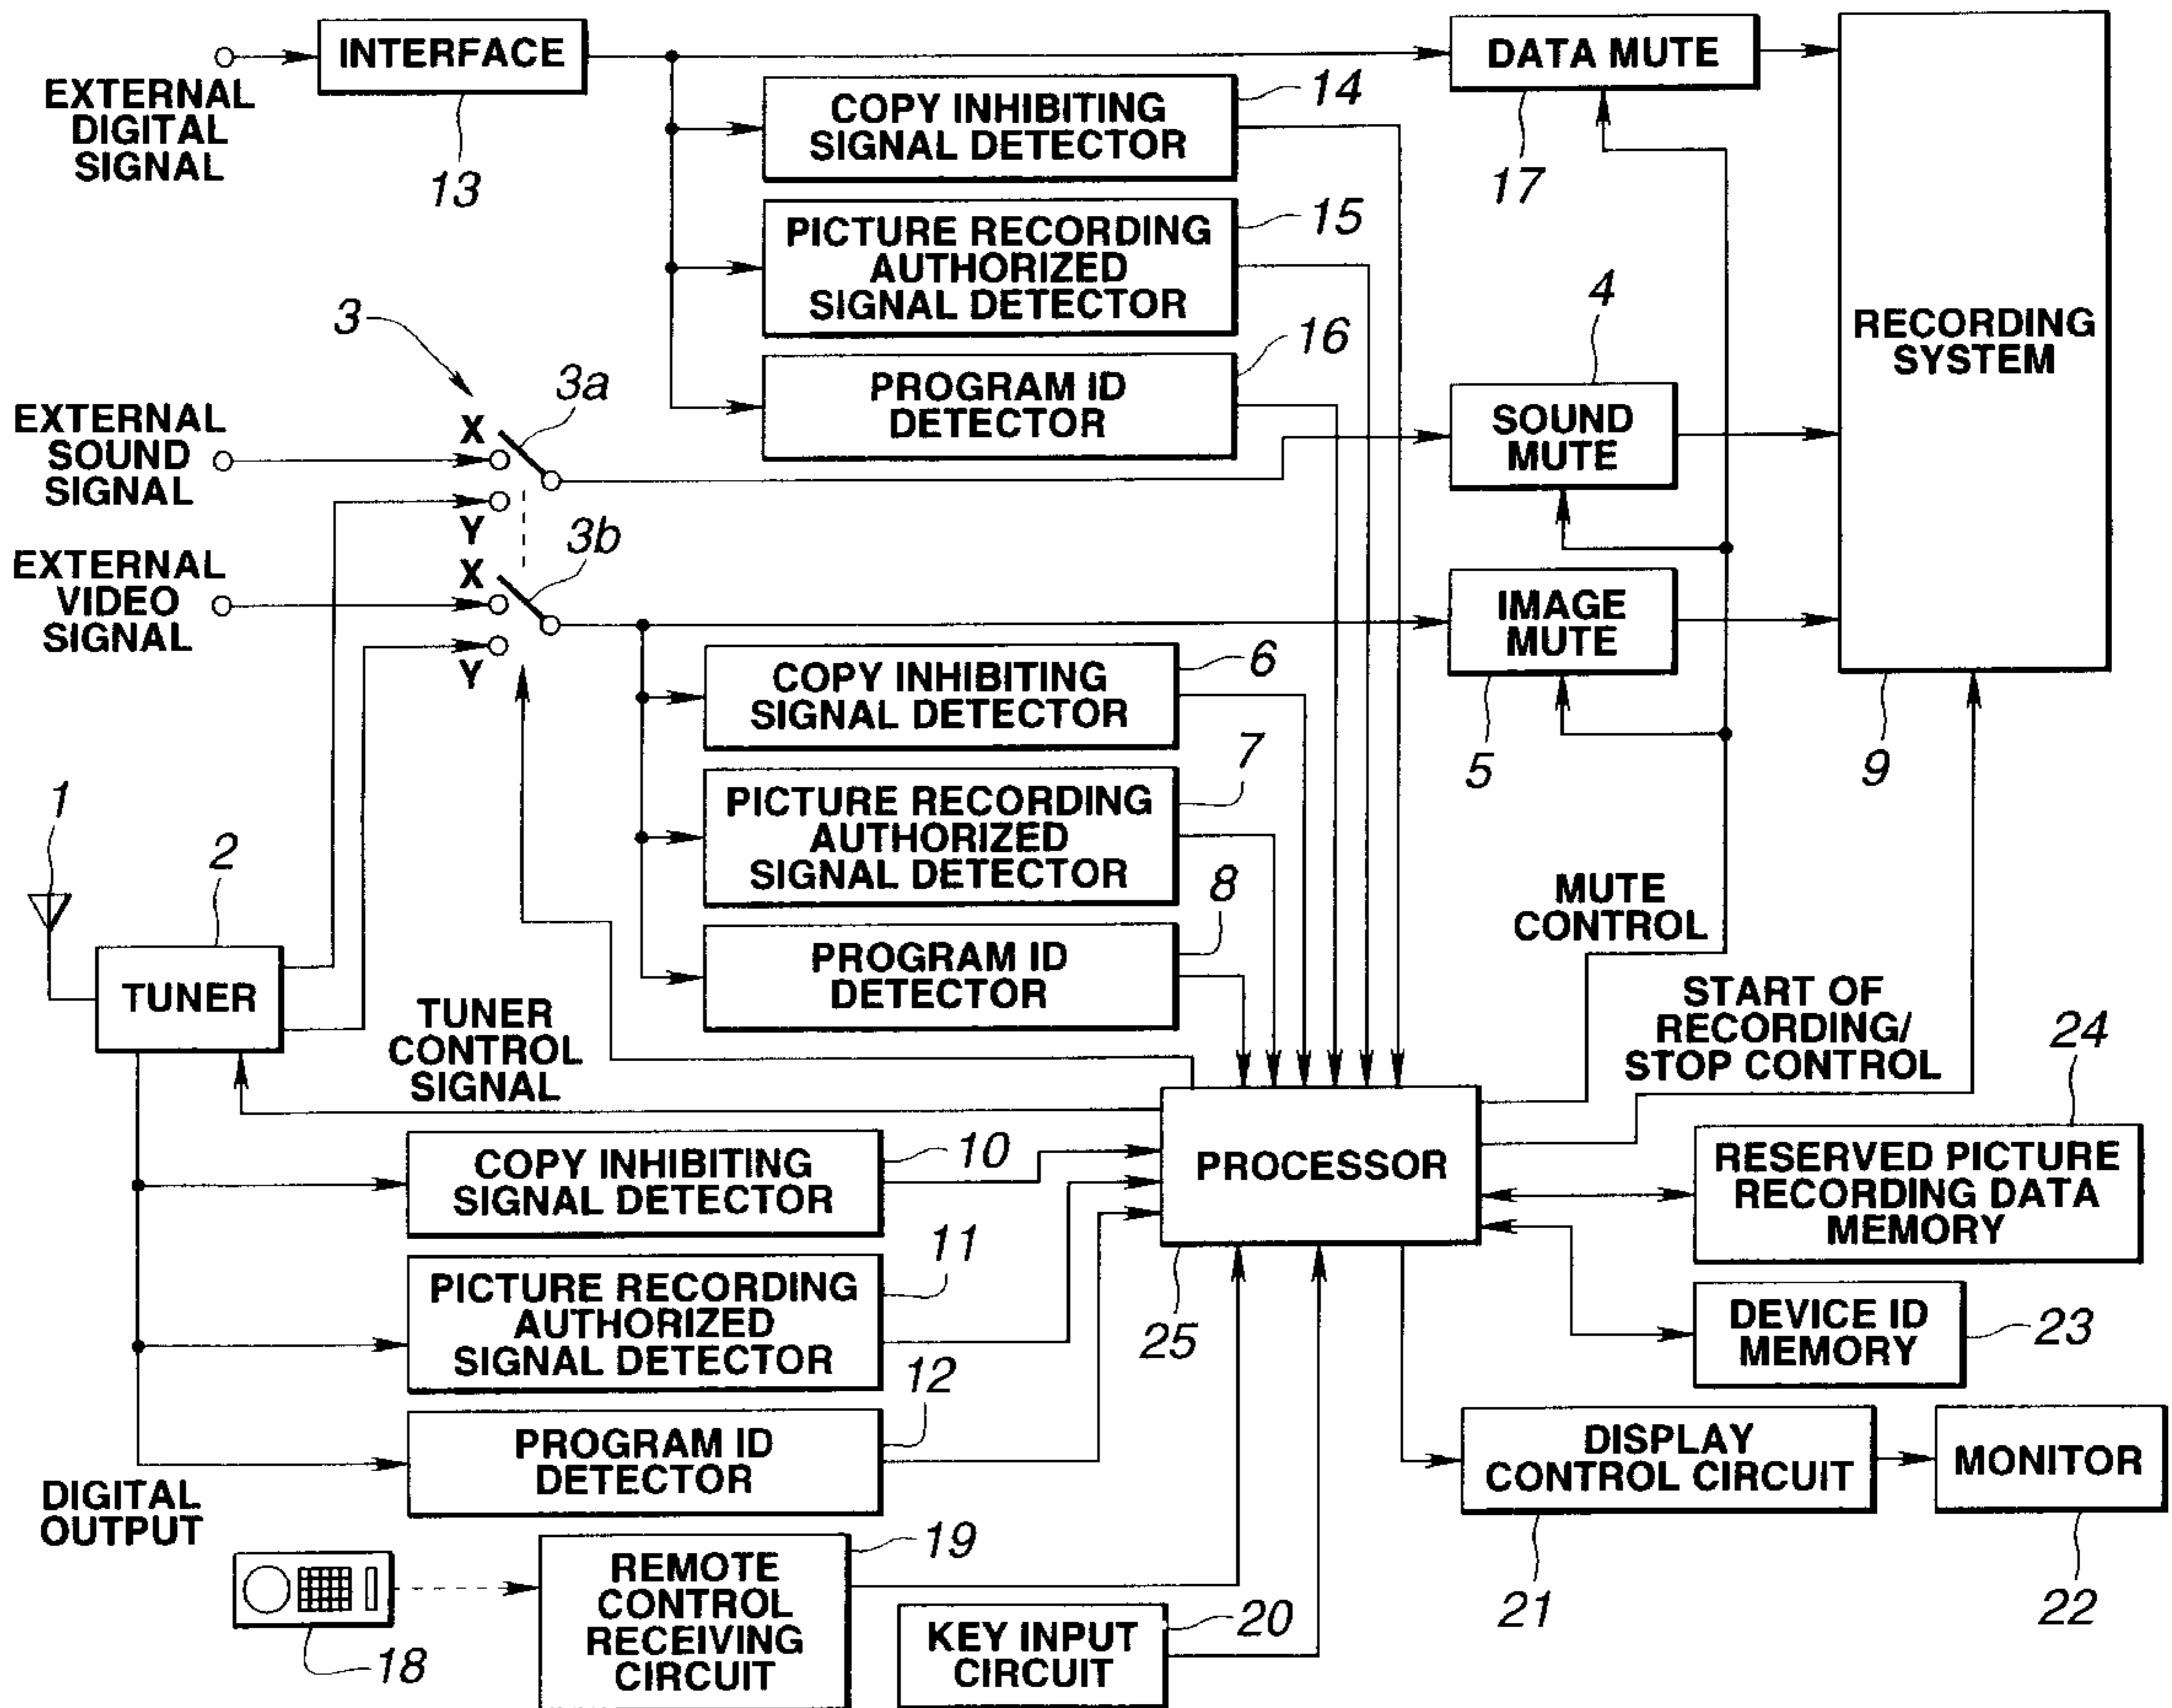 INTERFACE
13
EXTERNAL
DIGITAL
SIGNAL
COPY INHIBITING
SIGNAL DETECTOR
14
PICTURE RECORDING
AUTHORIZED
SIGNAL DETECTOR
15
PROGRAM ID
DETECTOR
16
DATA MUTE
17
RECORDING
SYSTEM
9
3
3a
X
Y
EXTERNAL
SOUND
SIGNAL
SOUND
MUTE
4
3b
X
Y
EXTERNAL
VIDEO
SIGNAL
IMAGE
MUTE
5
COPY INHIBITING
SIGNAL DETECTOR
6
PICTURE RECORDING
AUTHORIZED
SIGNAL DETECTOR
7
PROGRAM ID
DETECTOR
8
1
2
TUNER
TUNER
CONTROL
SIGNAL
MUTE
CONTROL
START OF
RECORDING/
STOP CONTROL
PROCESSOR
25
24
RESERVED PICTURE
RECORDING DATA
MEMORY
DEVICE ID
MEMORY
23
COPY INHIBITING
SIGNAL DETECTOR
10
PICTURE RECORDING
AUTHORIZED
SIGNAL DETECTOR
11
PROGRAM ID
DETECTOR
12
DIGITAL
OUTPUT
DISPLAY
CONTROL CIRCUIT
21
MONITOR
22
18
REMOTE
CONTROL
RECEIVING
CIRCUIT
19
KEY INPUT
CIRCUIT
20